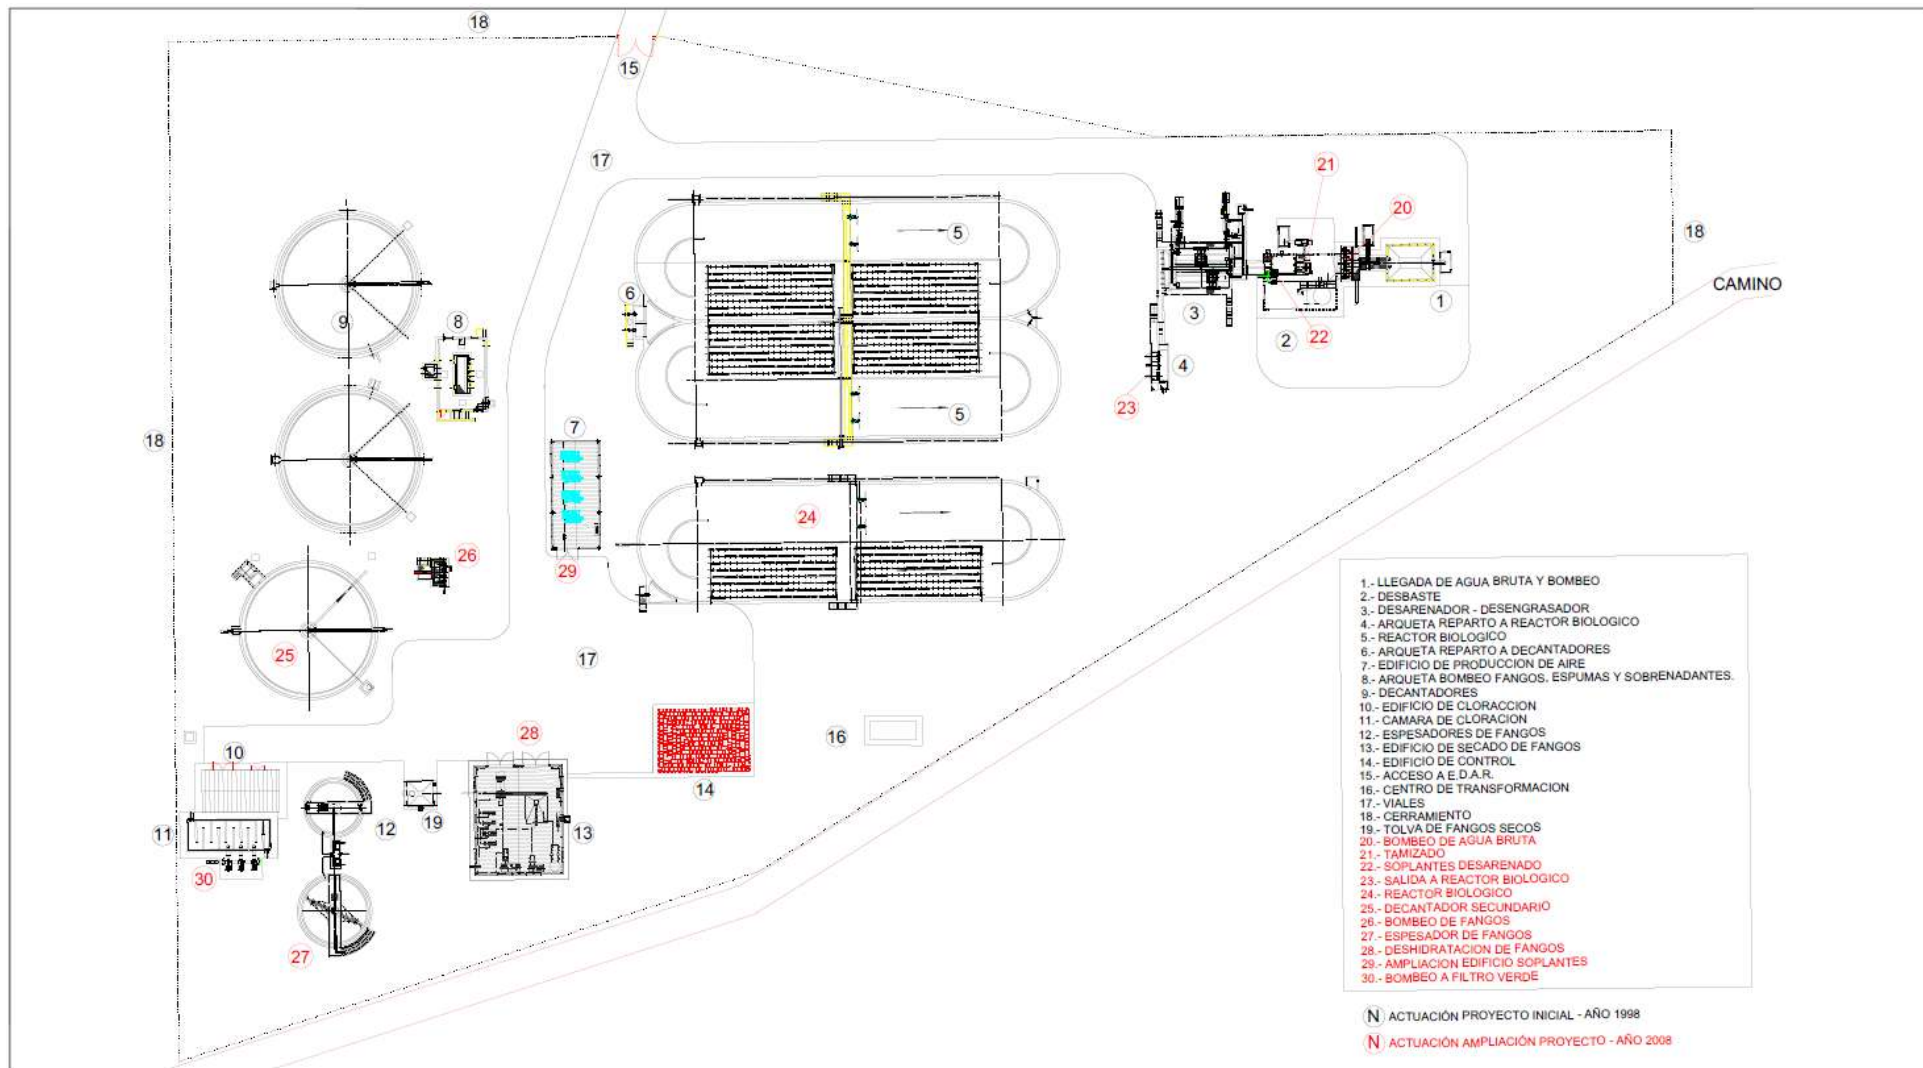 18
15
17
21
20
5
18
9
6
CAMINO
1
8
3
2
22
4
23
5
18
7
24
26
29
25
17
28
16
10
14
12
19
11
13
30
27
1.- LLEGADA DE AGUA BRUTA Y BOMBEO
2.- DESBASTE
3.- DESARENADOR - DESENGRASADOR
4.- ARQUETA REPARTO A REACTOR BIOLOGICO
5.- REACTOR BIOLOGICO
6.- ARQUETA REPARTO A DECANTADORES
7.- EDIFICIO DE PRODUCCION DE AIRE
8.- ARQUETA BOMBEO FANGOS. ESPUMAS Y SOBRENADANTES.
9.- DECANTADORES
10.- EDIFICIO DE CLORACCION
11.- CAMARA DE CLORACION
12.- ESPESADORES DE FANGOS
13.- EDIFICIO DE SECADO DE FANGOS
14.- EDIFICIO DE CONTROL
15.- ACCESO A E.D.A.R.
16.- CENTRO DE TRANSFORMACION
17.- VIALES
18.- CERRAMIENTO
19.- TOLVA DE FANGOS SECOS
20.- BOMBEO DE AGUA BRUTA
21.- TAMIZADO
22.- SOPLANTES DESARENADO
23.- SALIDA A REACTOR BIOLOGICO
24.- REACTOR BIOLOGICO
25.- DECANTADOR SECUNDARIO
26.- BOMBEO DE FANGOS
27.- ESPESADOR DE FANGOS
28.- DESHIDRATACION DE FANGOS
29.- AMPLIACION EDIFICIO SOPLANTES
30.- BOMBEO A FILTRO VERDE
N ACTUACIÓN PROYECTO INICIAL - AÑO 1998
N ACTUACIÓN AMPLIACIÓN PROYECTO - AÑO 2008